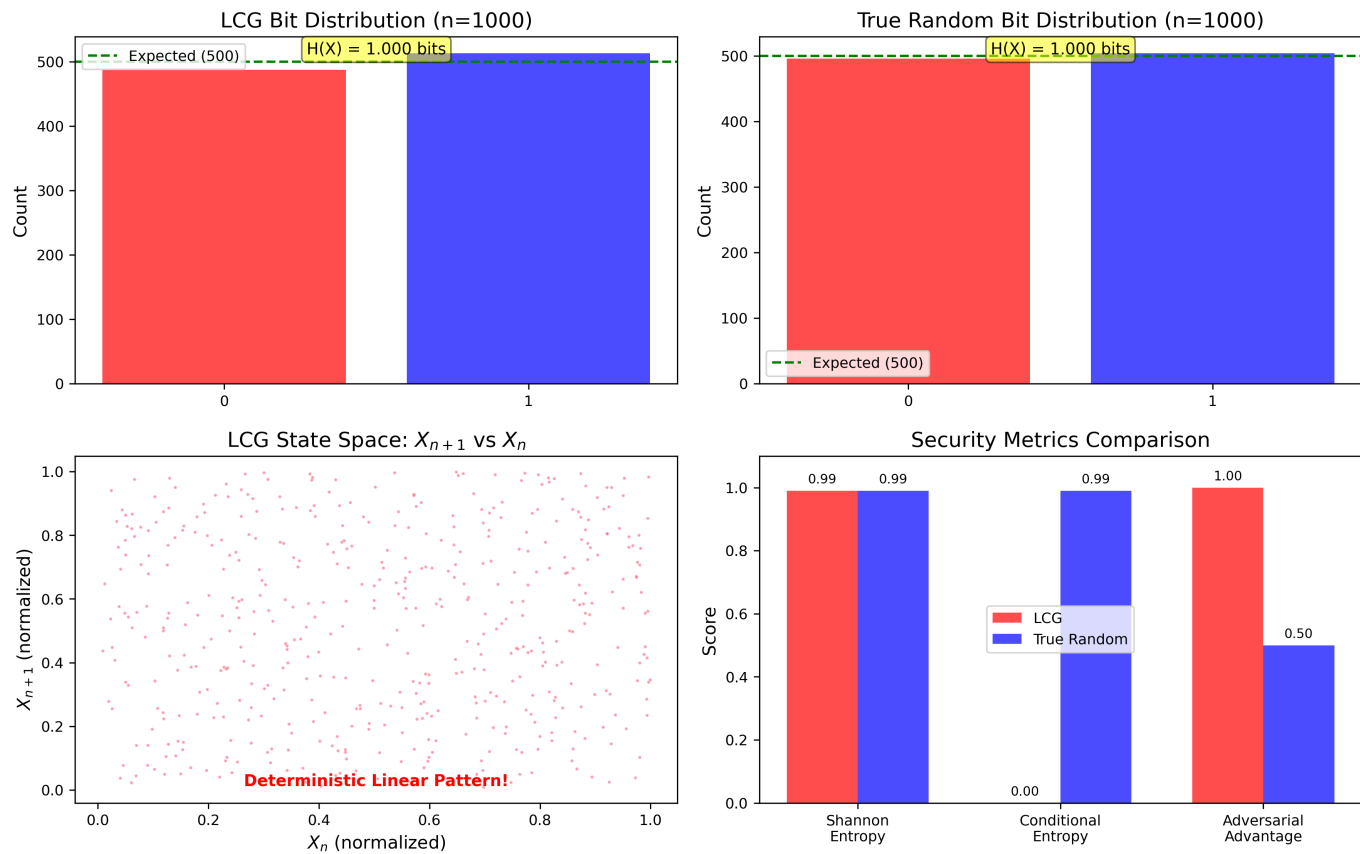 LCG Bit Distribution (n=1000)
H(X) = 1.000 bits
Expected (500)
Count
500
400
300
200
100
0
0
1
True Random Bit Distribution (n=1000)
H(X) = 1.000 bits
Expected (500)
Count
500
400
300
200
100
0
0
1
LCG State Space: Xₙ₊₁ vs Xₙ
Xₙ₊₁ (normalized)
1.0
0.8
0.6
0.4
0.2
0.0
Deterministic Linear Pattern!
0.0
0.2
0.4
0.6
0.8
1.0
Xₙ (normalized)
Security Metrics Comparison
Score
1.0
0.8
0.6
0.4
0.2
0.0
0.99
0.99
0.00
0.99
1.00
0.50
LCG
True Random
Shannon
Entropy
Conditional
Entropy
Adversarial
Advantage